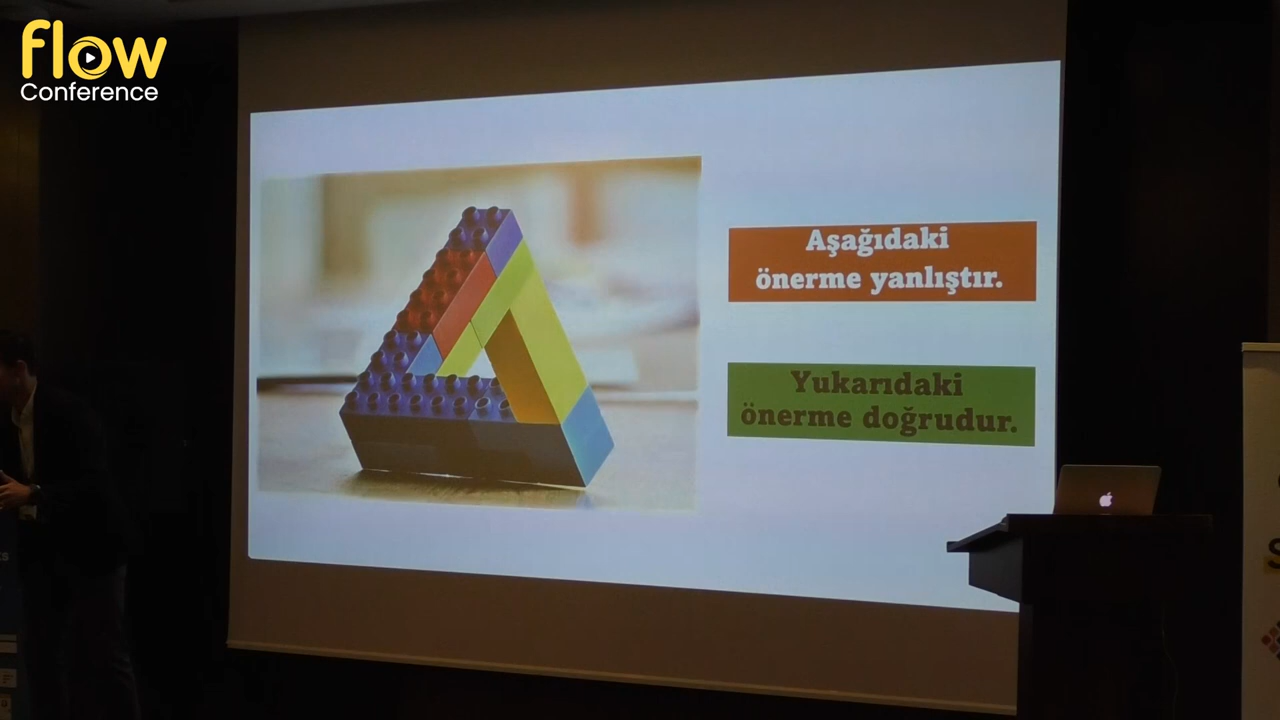 flow
Conference
Aşağıdaki
önerme yanlıştır.
Yukarıdaki
önerme doğrudur.